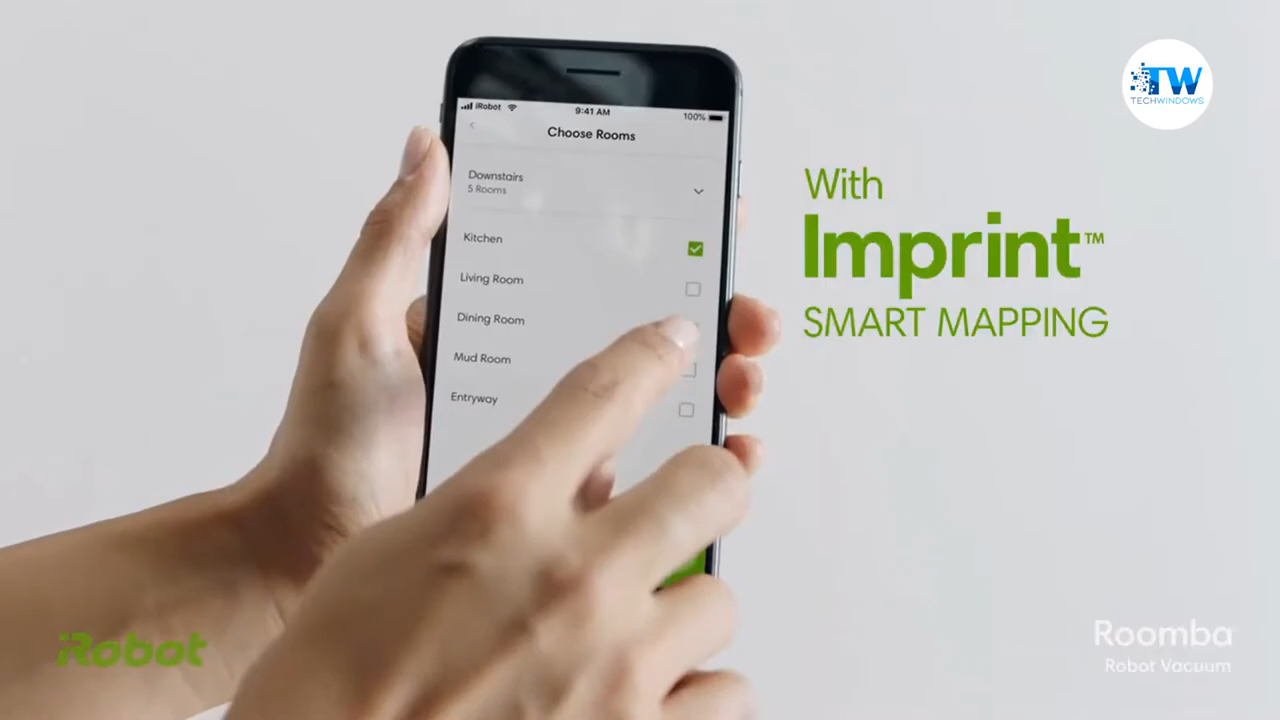 TW
TECHWINDOWS
iRobot
9:41 AM
100%
Choose Rooms
Downstairs
5 Rooms
Kitchen
Living Room
Dining Room
Mud Room
Entryway
With
Imprint™
SMART MAPPING
iRobot
Roomba
Robot Vacuum